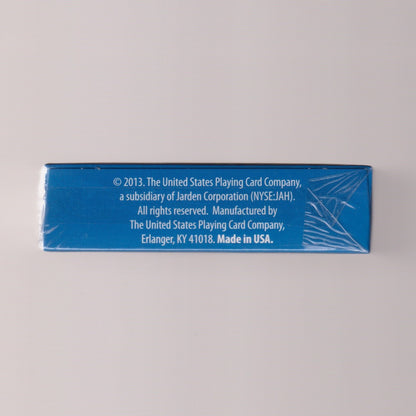 © 2013. The United States Playing Card Company,
a subsidiary of Jarden Corporation (NYSE:JAH).
All rights reserved. Manufactured by
The United States Playing Card Company,
Erlanger, KY 41018. Made in USA.